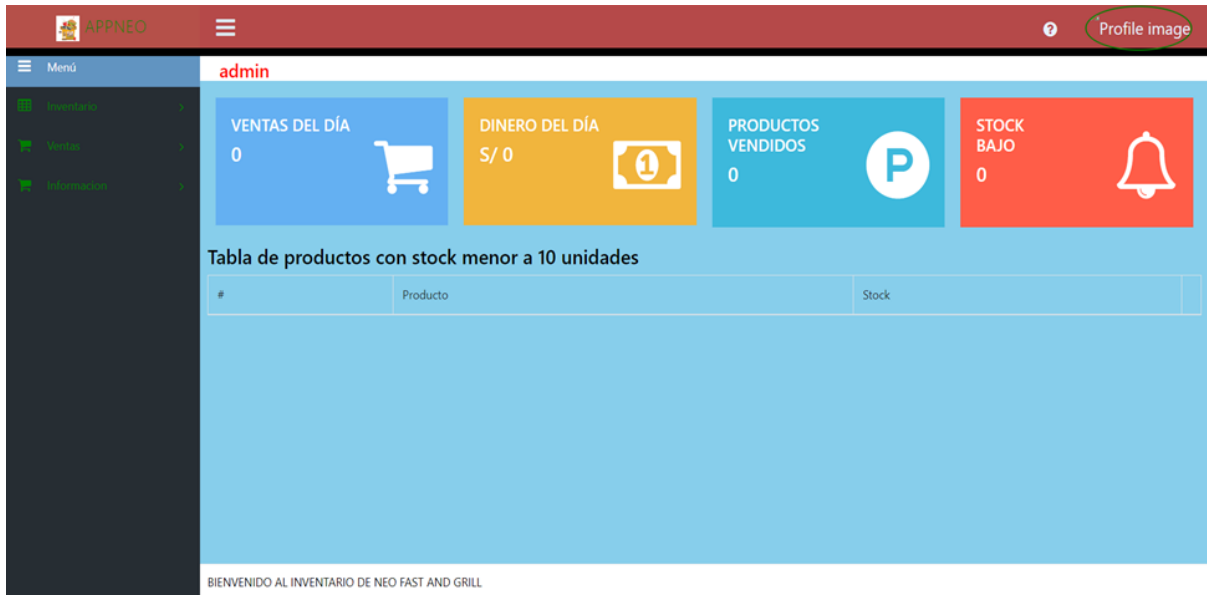 APPNEO
Profile image
Menú
admin
Inventario
Ventas
Informacion
VENTAS DEL DÍA
0
DINERO DEL DÍA
S/ 0
1
PRODUCTOS
VENDIDOS
0
P
STOCK
BAJO
0
Tabla de productos con stock menor a 10 unidades
# Producto Stock
BIENVENIDO AL INVENTARIO DE NEO FAST AND GRILL